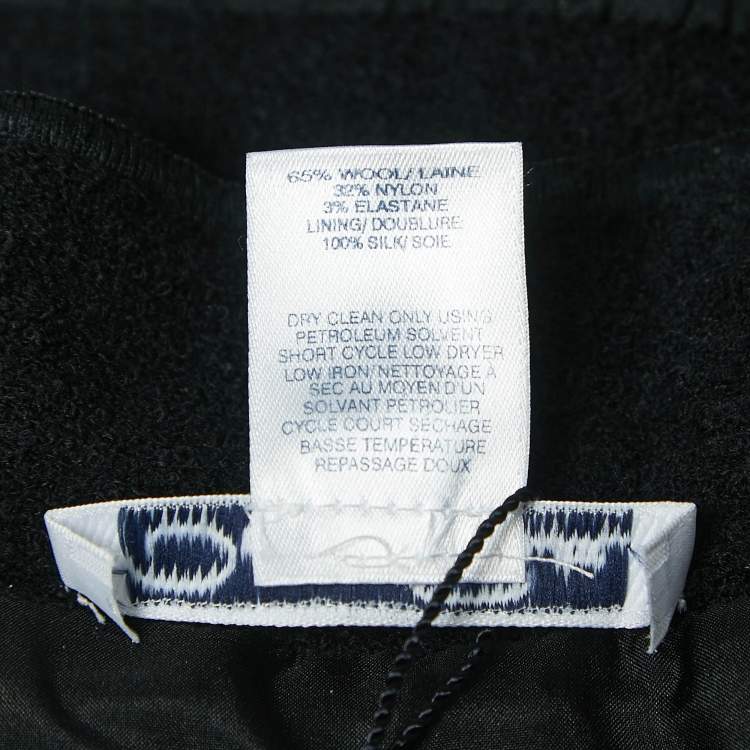 65% WOOL/ LAINE
32% NYLON
3% ELASTANE
LINING/ DOUBLURE
100% SILK/ SOIE
DRY CLEAN ONLY USING
PETROLEUM SOLVENT
SHORT CYCLE LOW DRYER
LOW IRON/ NETTOYAGE A
SEC AU MOYEN D'UN
SOLVANT PETROLIER
CYCLE COURT SECHAGE
BASSE TEMPERATURE
REPASSAGE DOUX